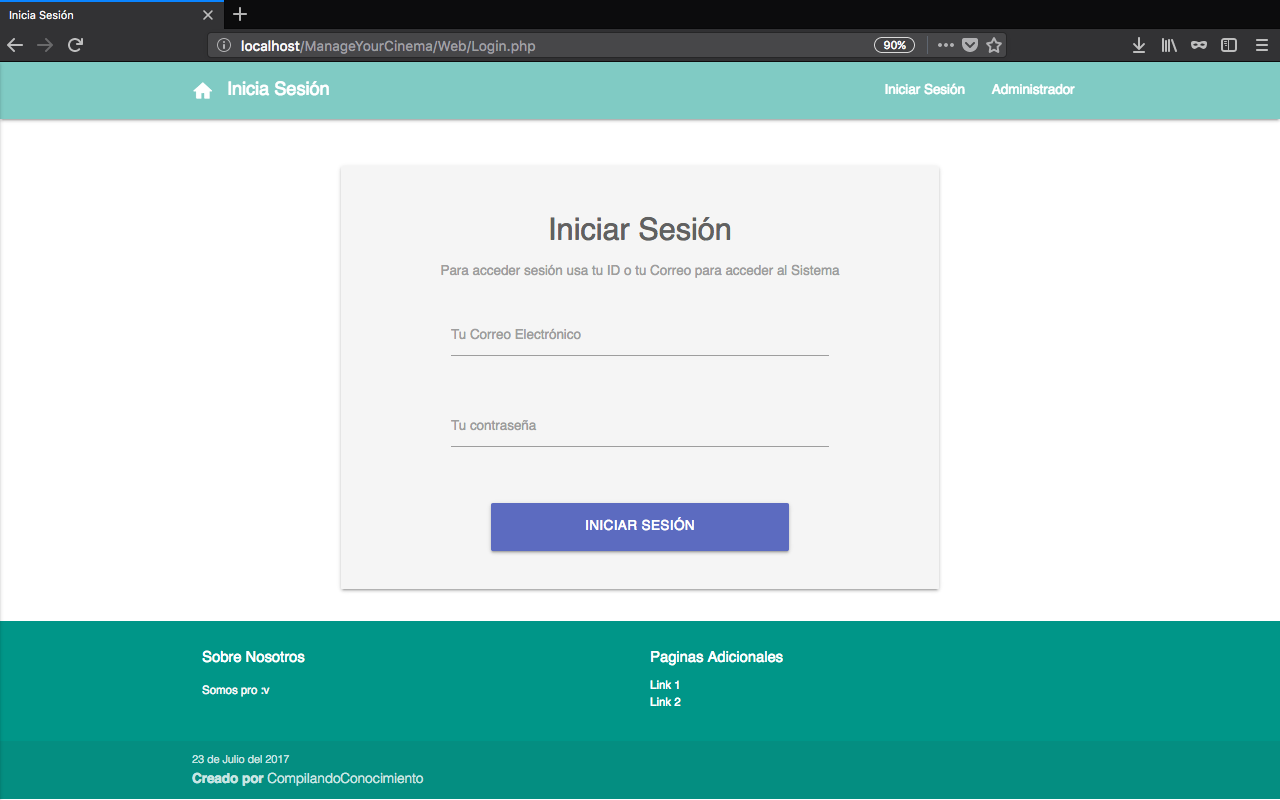 Inicia Sesión
localhost/ManageYourCinema/Web/Login.php
90%
Inicia Sesión
Iniciar Sesión
Administrador
Iniciar Sesión
Para acceder sesión usa tu ID o tu Correo para acceder al Sistema
Tu Correo Electrónico
Tu contraseña
INICIAR SESIÓN
Sobre Nosotros
Somos pro :v
Paginas Adicionales
Link 1
Link 2
23 de Julio del 2017
Creado por CompilandoConocimiento